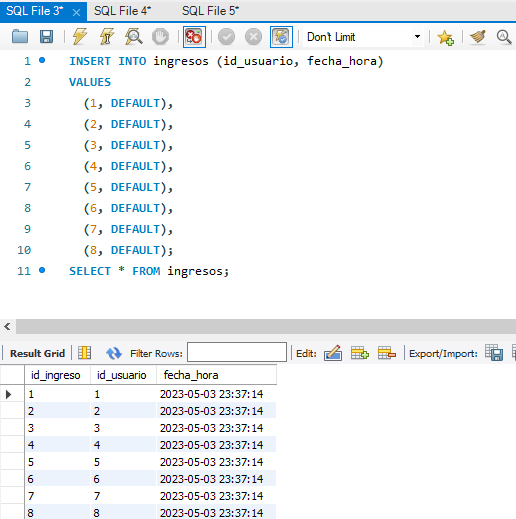 SQL File 3* × SQL File 4* SQL File 5*
Don't Limit
1 INSERT INTO ingresos (id_usuario, fecha_hora)
2 VALUES
3 (1, DEFAULT),
4 (2, DEFAULT),
5 (3, DEFAULT),
6 (4, DEFAULT),
7 (5, DEFAULT),
8 (6, DEFAULT),
9 (7, DEFAULT),
10 (8, DEFAULT);
11 SELECT * FROM ingresos;
Result Grid Filter Rows: Edit: Export/Import:
id_ingreso id_usuario fecha_hora
1 1 2023-05-03 23:37:14
2 2 2023-05-03 23:37:14
3 3 2023-05-03 23:37:14
4 4 2023-05-03 23:37:14
5 5 2023-05-03 23:37:14
6 6 2023-05-03 23:37:14
7 7 2023-05-03 23:37:14
8 8 2023-05-03 23:37:14